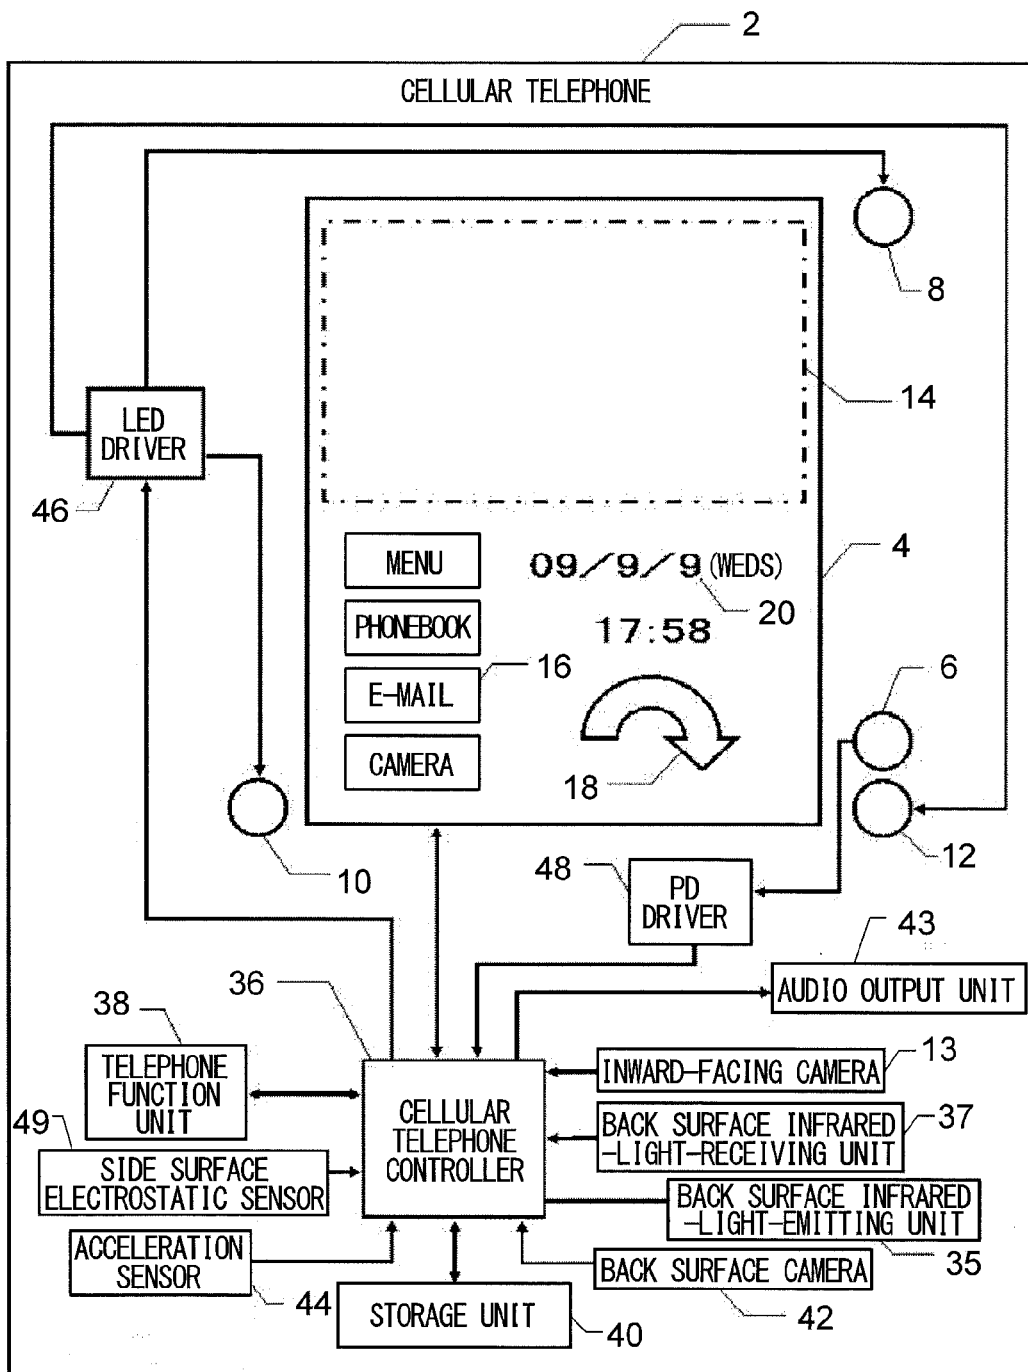 2
CELLULAR TELEPHONE
8
14
LED
DRIVER
46
4
MENU
09/9/9(WEDS)
20
PHONEBOOK
17:58
E-MAIL
16
6
CAMERA
18
10
12
48
PD
DRIVER
43
AUDIO OUTPUT UNIT
36
38
TELEPHONE
FUNCTION
UNIT
CELLULAR
TELEPHONE
CONTROLLER
INWARD-FACING CAMERA
13
BACK SURFACE INFRARED
-LIGHT-RECEIVING UNIT
37
49
SIDE SURFACE
ELECTROSTATIC SENSOR
BACK SURFACE INFRARED
-LIGHT-EMITTING UNIT
35
ACCELERATION
SENSOR
44
BACK SURFACE CAMERA
42
STORAGE UNIT
40